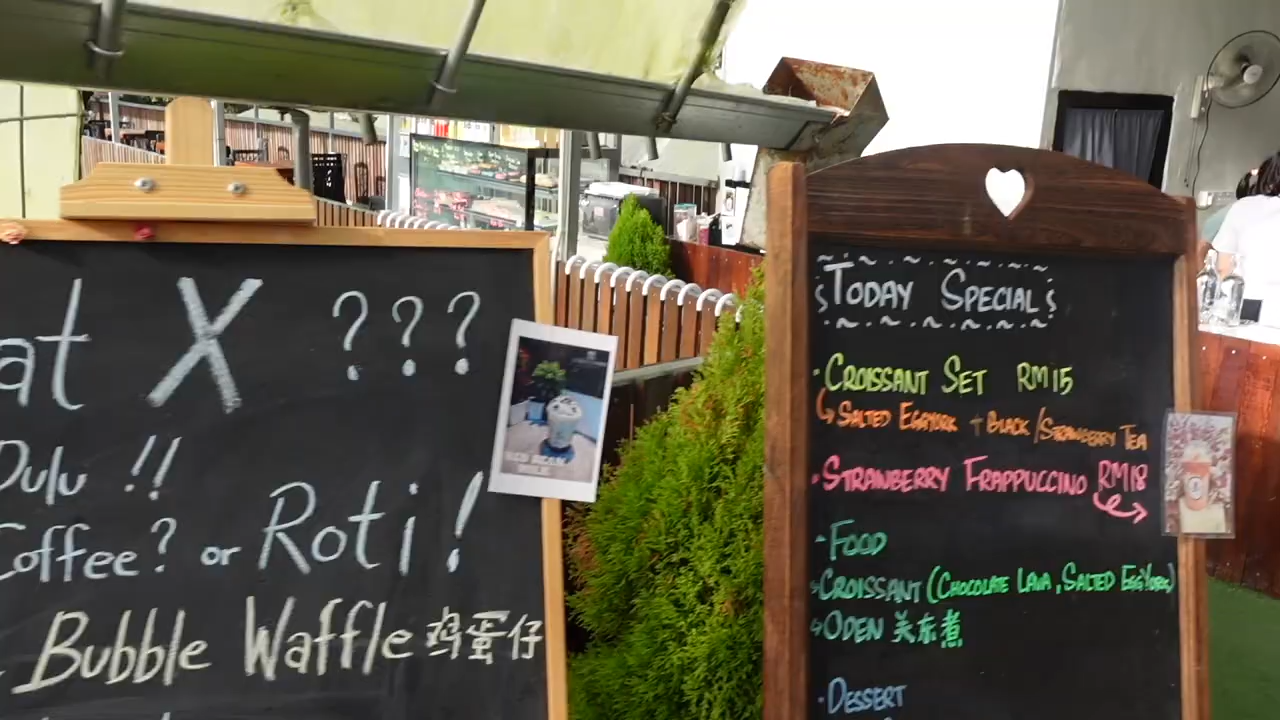 at X ???
Dulu !!
Coffee? or Roti!
Bubble Waffle 鸡蛋仔
TODAY SPECIAL
·CROISSANT SET RM15
SALTED EGGYORK + BLACK/STRAWBERRY TEA
·STRAWBERRY FRAPPUCCINO RM18
·FOOD
CROISSANT (CHOCOLATE LAVA, SALTED EGGYORK)
ODEN 关东煮
·DESSERT